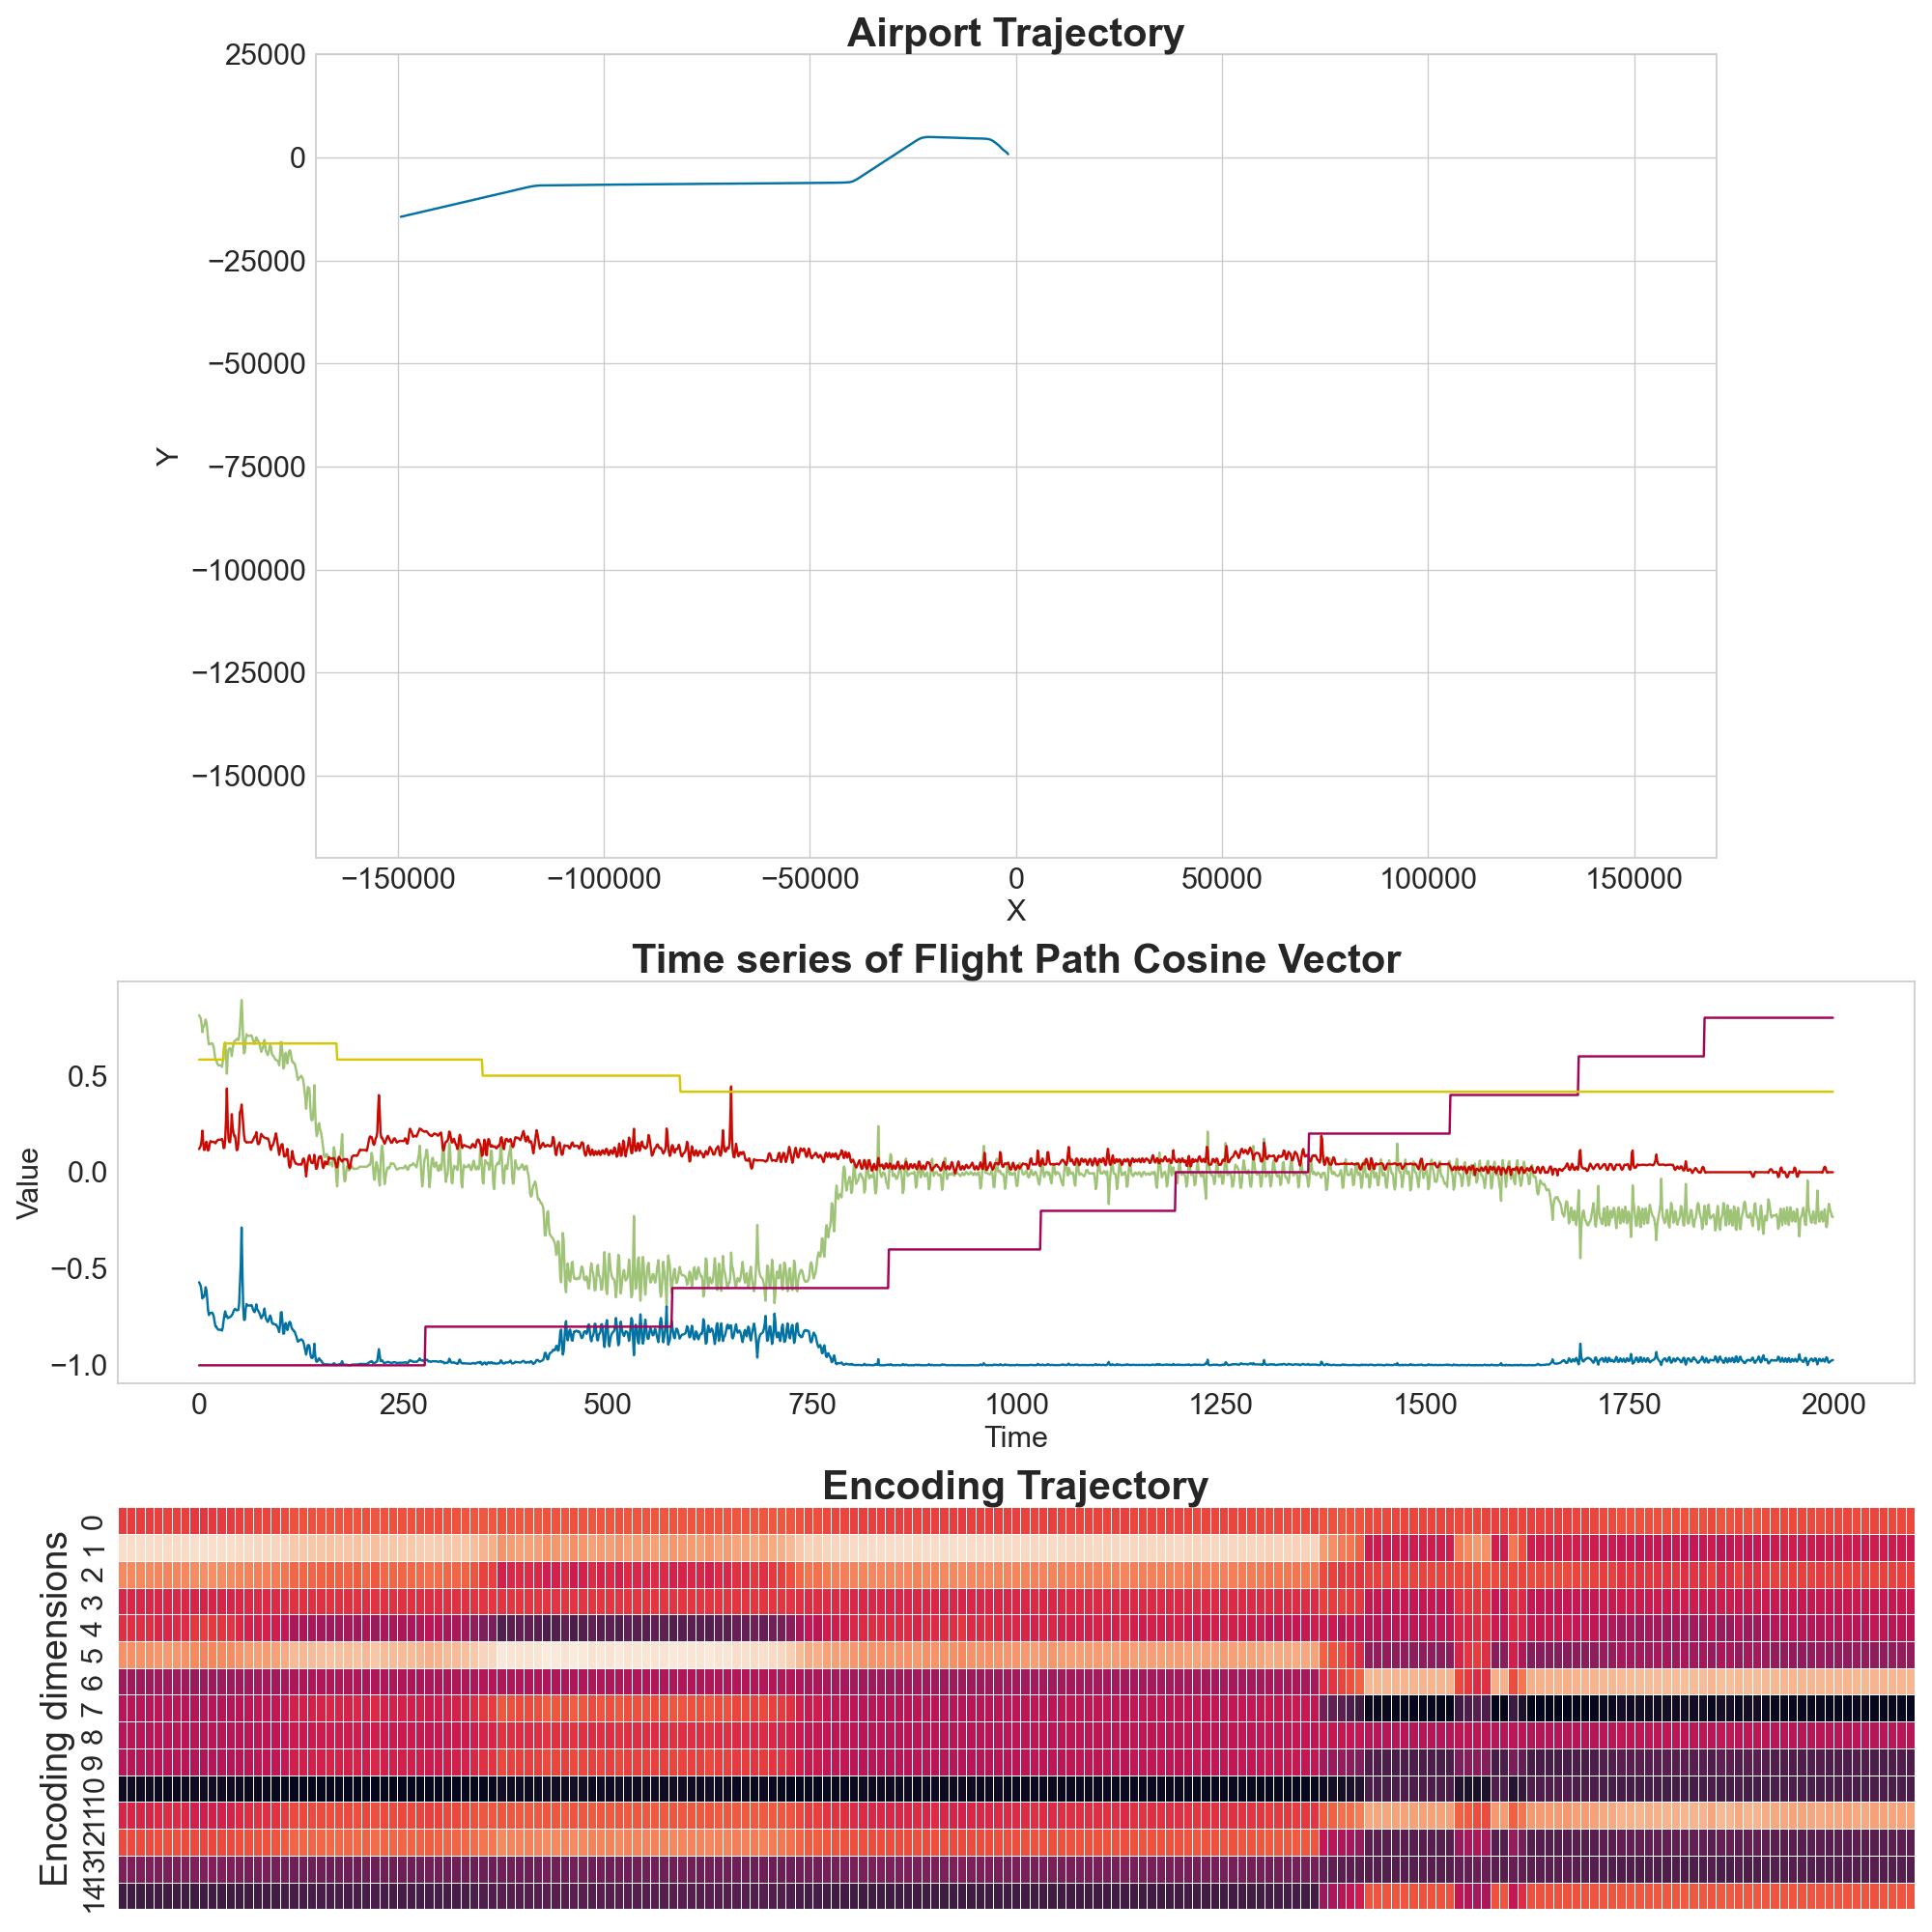 Airport Trajectory
25000
0
−25000
−50000
−75000
−100000
−125000
−150000
Y
−150000 −100000 −50000 0 50000 100000 150000
X
Time series of Flight Path Cosine Vector
0.5
0.0
−0.5
−1.0
Value
0 250 500 750 1000 1250 1500 1750 2000
Time
Encoding Trajectory
Encoding dimensions
0
1
2
3
4
5
6
7
8
9
10
11
12
13
14